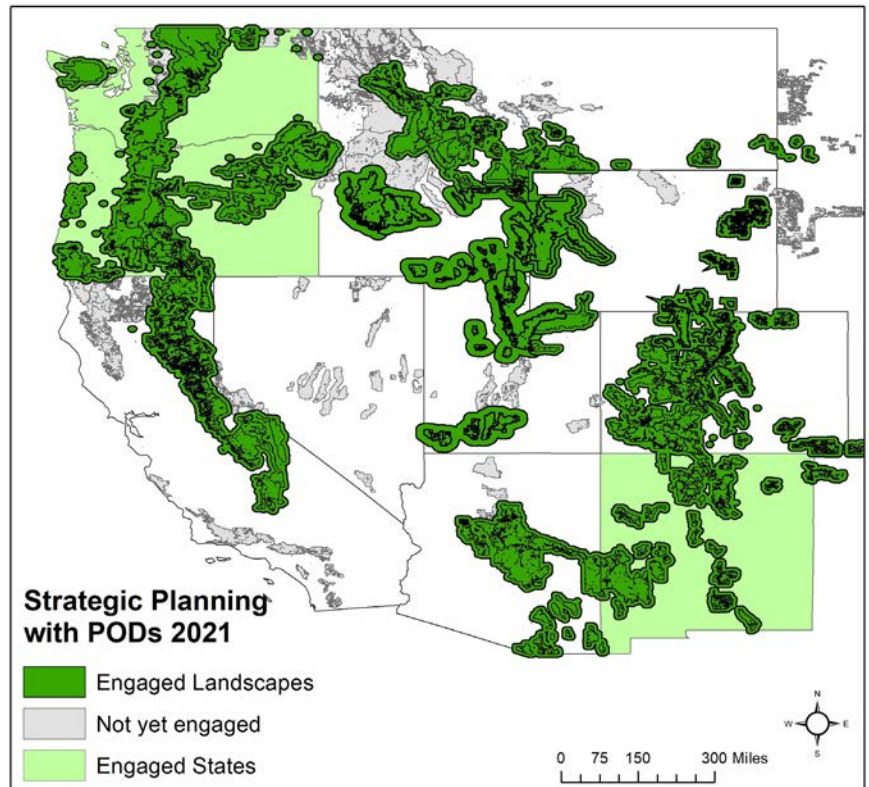 Strategic Planning
with PODs 2021
Engaged Landscapes
Not yet engaged
Engaged States
N
W E
S
0 75 150 300 Miles